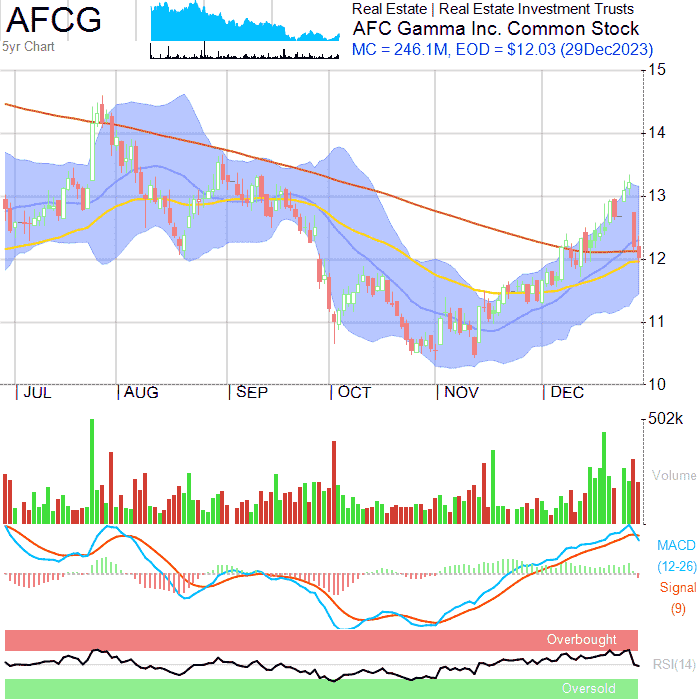 AFCG
5yr Chart
Real Estate | Real Estate Investment Trusts
AFC Gamma Inc. Common Stock
MC = 246.1M, EOD = $12.03 (29Dec2023)
15
14
13
12
11
10
JUL AUG SEP OCT NOV DEC
502k
Volume
MACD
(12-26)
Signal
(9)
Overbought
RSI(14)
Oversold